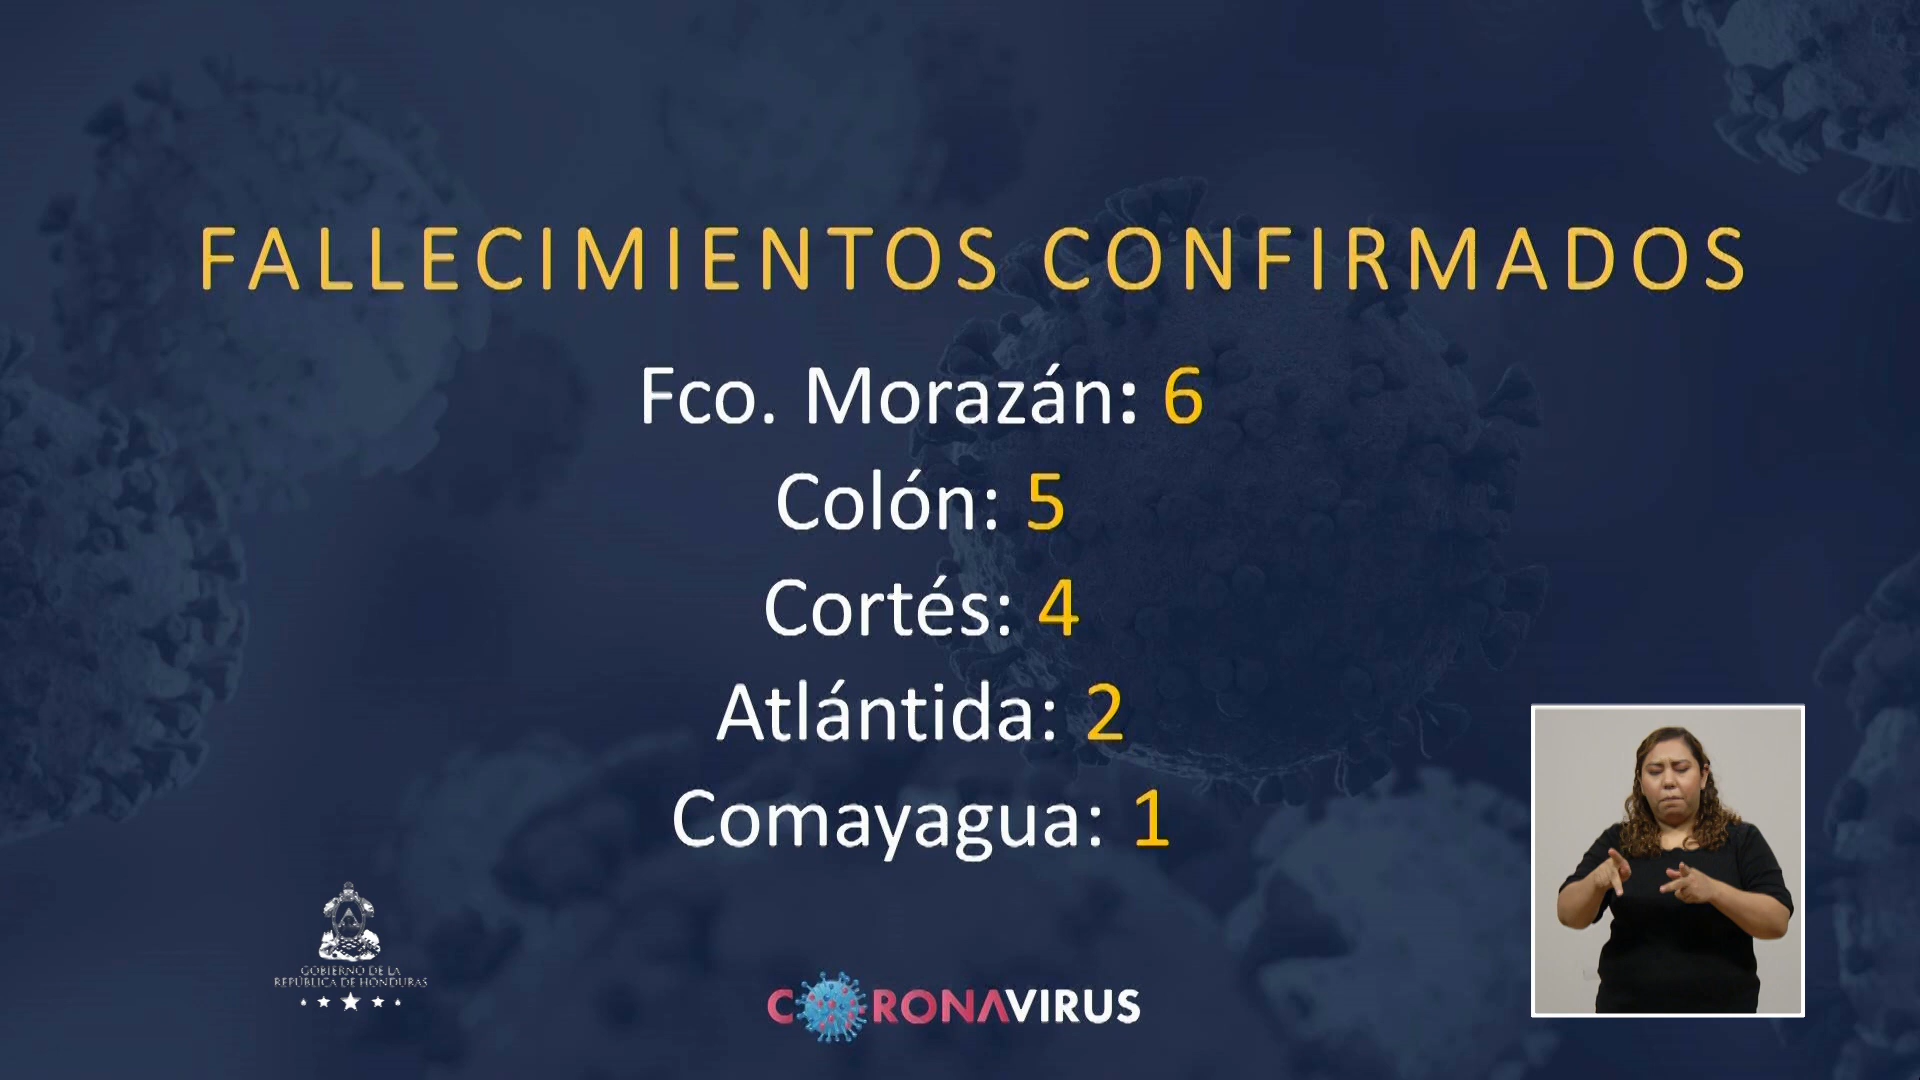 FALLECIMIENTOS CONFIRMADOS
Fco. Morazán: 6
Colón: 5
Cortés: 4
Atlántida: 2
Comayagua: 1
GOBIERNO DE LA
REPÚBLICA DE HONDURAS
CORONAVIRUS